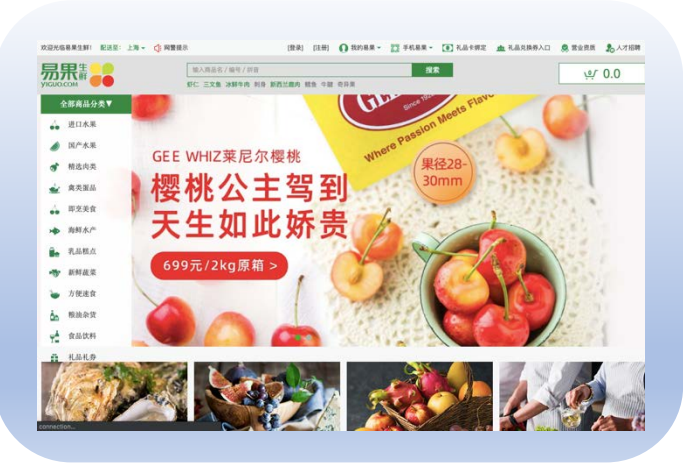 欢迎光临易果生鲜! 配送至: 上海 网警提示 [登录] [注册] 我的易果 手机易果 礼品卡绑定 礼品兑换券入口 营业资质 人才招聘
易果生鲜
YIGUO.COM
输入商品名 / 编号 / 拼音 搜索
0.0
虾仁 三文鱼 冰鲜牛肉 刺身 新西兰鹿肉 鳕鱼 牛腱 奇异果
全部商品分类▼
进口水果
国产水果
精选肉类
禽类蛋品
即烹美食
海鲜水产
乳品糕点
新鲜蔬菜
方便速食
粮油杂货
食品饮料
礼品礼券
Since 1928
Where Passion Meets Flavor
GEE WHIZ莱尼尔樱桃
樱桃公主驾到
天生如此娇贵
699元/2kg原箱 >
果径28-
30mm
connection...